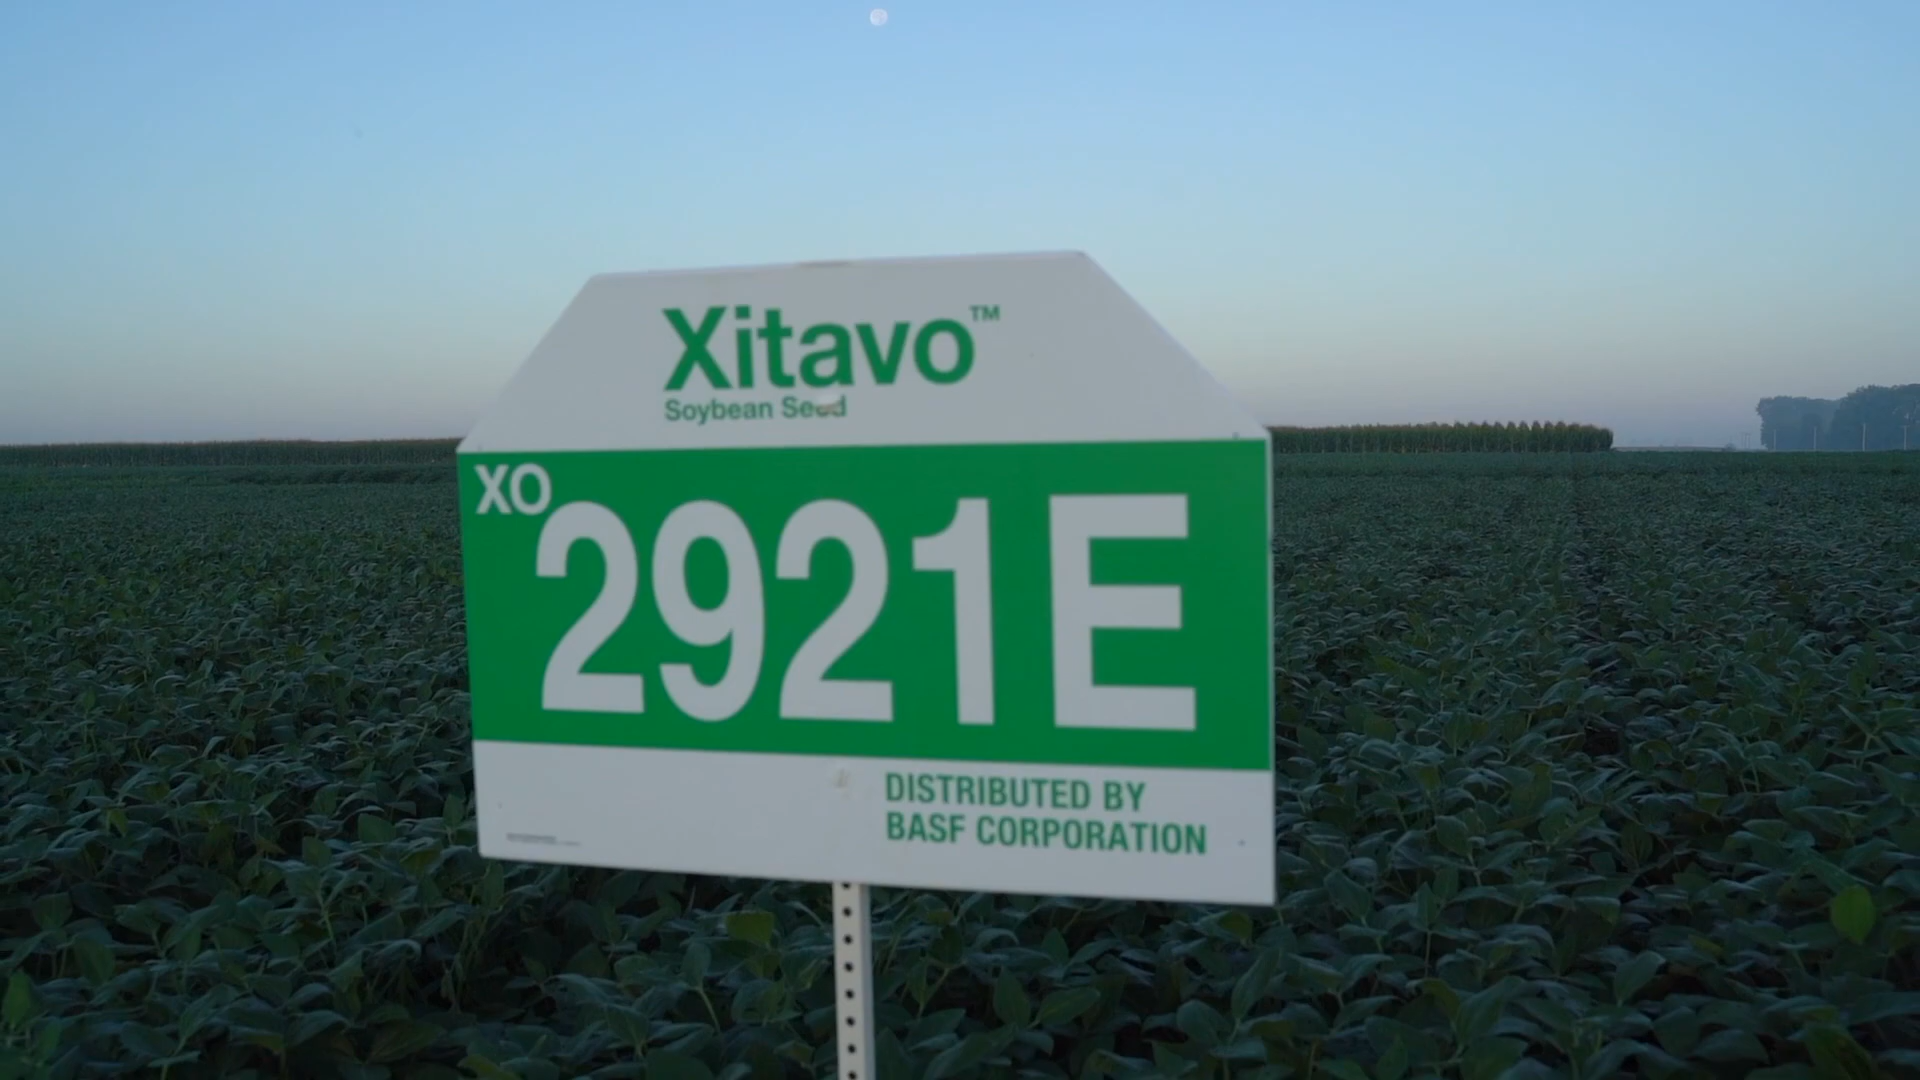 Xitavo™
Soybean Seed
XO
2921E
DISTRIBUTED BY
BASF CORPORATION